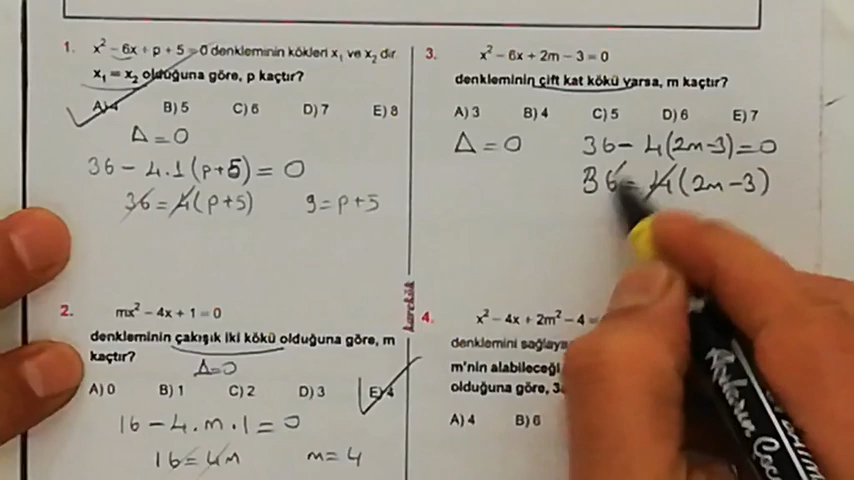 1. x² – 6x + p + 5 = 0 denkleminin kökleri x₁ ve x₂ dir.
x₁ = x₂ olduğuna göre, p kaçtır?
A) 4 B) 5 C) 6 D) 7 E) 8
Δ = 0
36 – 4.1 (p+5) = 0
36 = 4(p+5) 9 = p+5
2. mx² – 4x + 1 = 0
denkleminin çakışık iki kökü olduğuna göre, m
kaçtır?
Δ=0
A) 0 B) 1 C) 2 D) 3 E) 4
16 – 4.m.1 = 0
16 = 4m m = 4
karekök
3. x² – 6x + 2m – 3 = 0
denkleminin çift kat kökü varsa, m kaçtır?
A) 3 B) 4 C) 5 D) 6 E) 7
Δ = 0 36 – 4(2m–3) = 0
36 = 4(2m–3)
4. x² – 4x + 2m² – 4 =
denklemini
m'nin alabileceği
olduğuna göre,
A) 4 B) 6